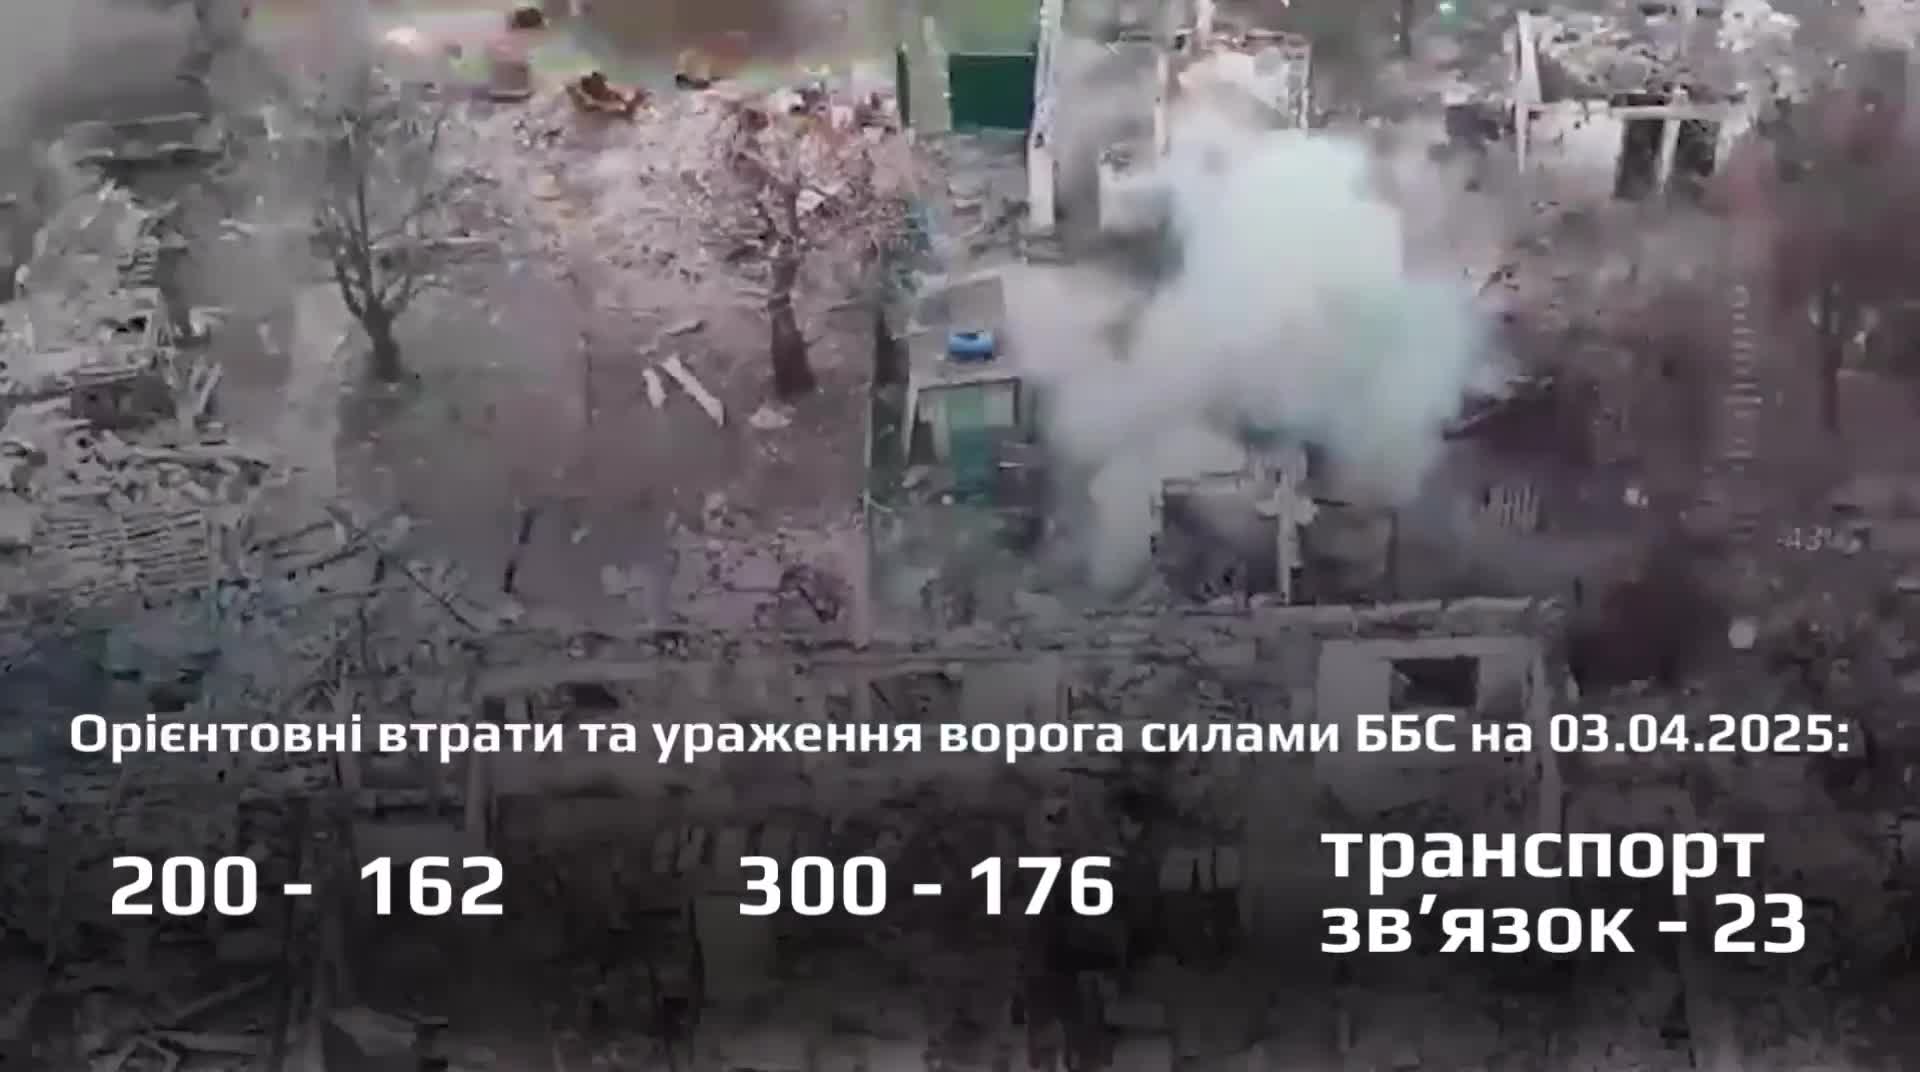 Орієнтовні втрати та ураження ворога силами ББС на 03.04.2025:
200 - 162
300 - 176
транспорт
зв’язок - 23